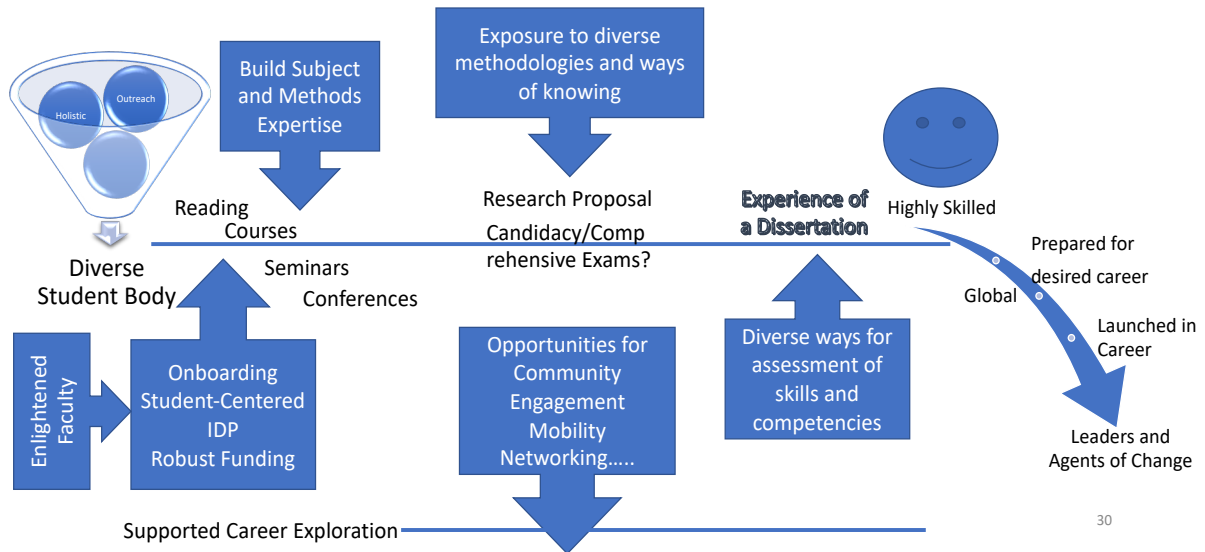 Holistic
Outreach
Build Subject
and Methods
Expertise
Exposure to diverse
methodologies and ways
of knowing
Reading
Courses
Research Proposal
Candidacy/Comp
rehensive Exams?
Experience of
a Dissertation
Highly Skilled
Diverse
Student Body
Seminars
Conferences
Prepared for
desired career
Global
Launched in
Career
Enlightened
Faculty
Onboarding
Student-Centered
IDP
Robust Funding
Opportunities for
Community
Engagement
Mobility
Networking…..
Diverse ways for
assessment of
skills and
competencies
Leaders and
Agents of Change
Supported Career Exploration
30